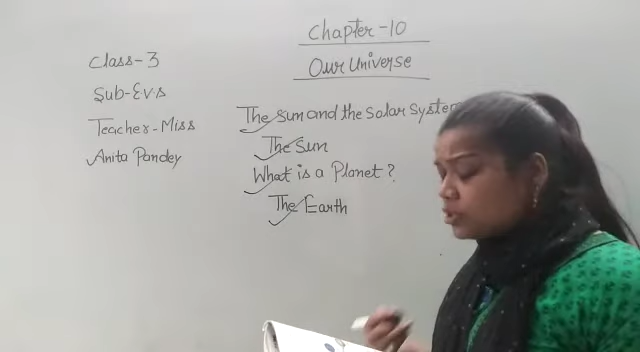 Chapter-10
Our Universe
Class-3
Sub-EVS
Teacher-Miss
Anita Pandey
The Sun and the Solar System
The Sun
What is a Planet?
The Earth